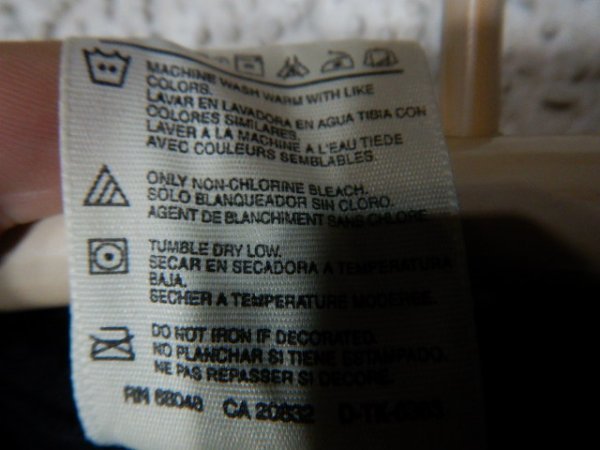 MACHINE WASH WARM WITH LIKE
COLORS.
LAVAR EN LAVADORA EN AGUA TIBIA CON
COLORES SIMILARES.
LAVER A LA MACHINE A L'EAU TIEDE
AVEC COULEURS SEMBLABLES.
ONLY NON-CHLORINE BLEACH.
SOLO BLANQUEADOR SIN CLORO.
AGENT DE BLANCHIMENT SANS CHLORE.
TUMBLE DRY LOW.
SECAR EN SECADORA A TEMPERATURA
BAJA.
SECHER A TEMPERATURE MODEREE.
DO NOT IRON IF DECORATED.
NO PLANCHAR SI TIENE ESTAMPADO.
NE PAS REPASSER SI DECORE.
RN 68048 CA 20832